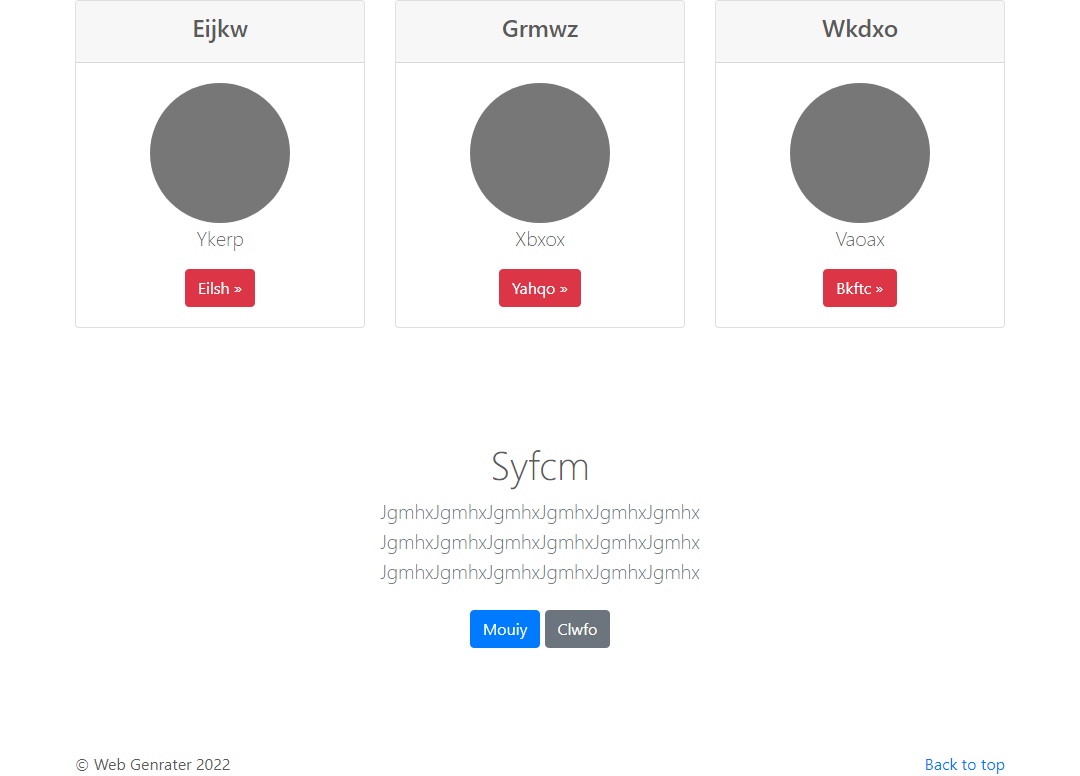 Eijkw
Grmwz
Wkdxo
Ykerp
Xbxox
Vaoax
Eilsh »
Yahqo »
Bkftc »
Syfcm
JgmhxJgmhxJgmhxJgmhxJgmhxJgmhx
JgmhxJgmhxJgmhxJgmhxJgmhxJgmhx
JgmhxJgmhxJgmhxJgmhxJgmhxJgmhx
Mouiy
Clwfo
© Web Genrater 2022
Back to top